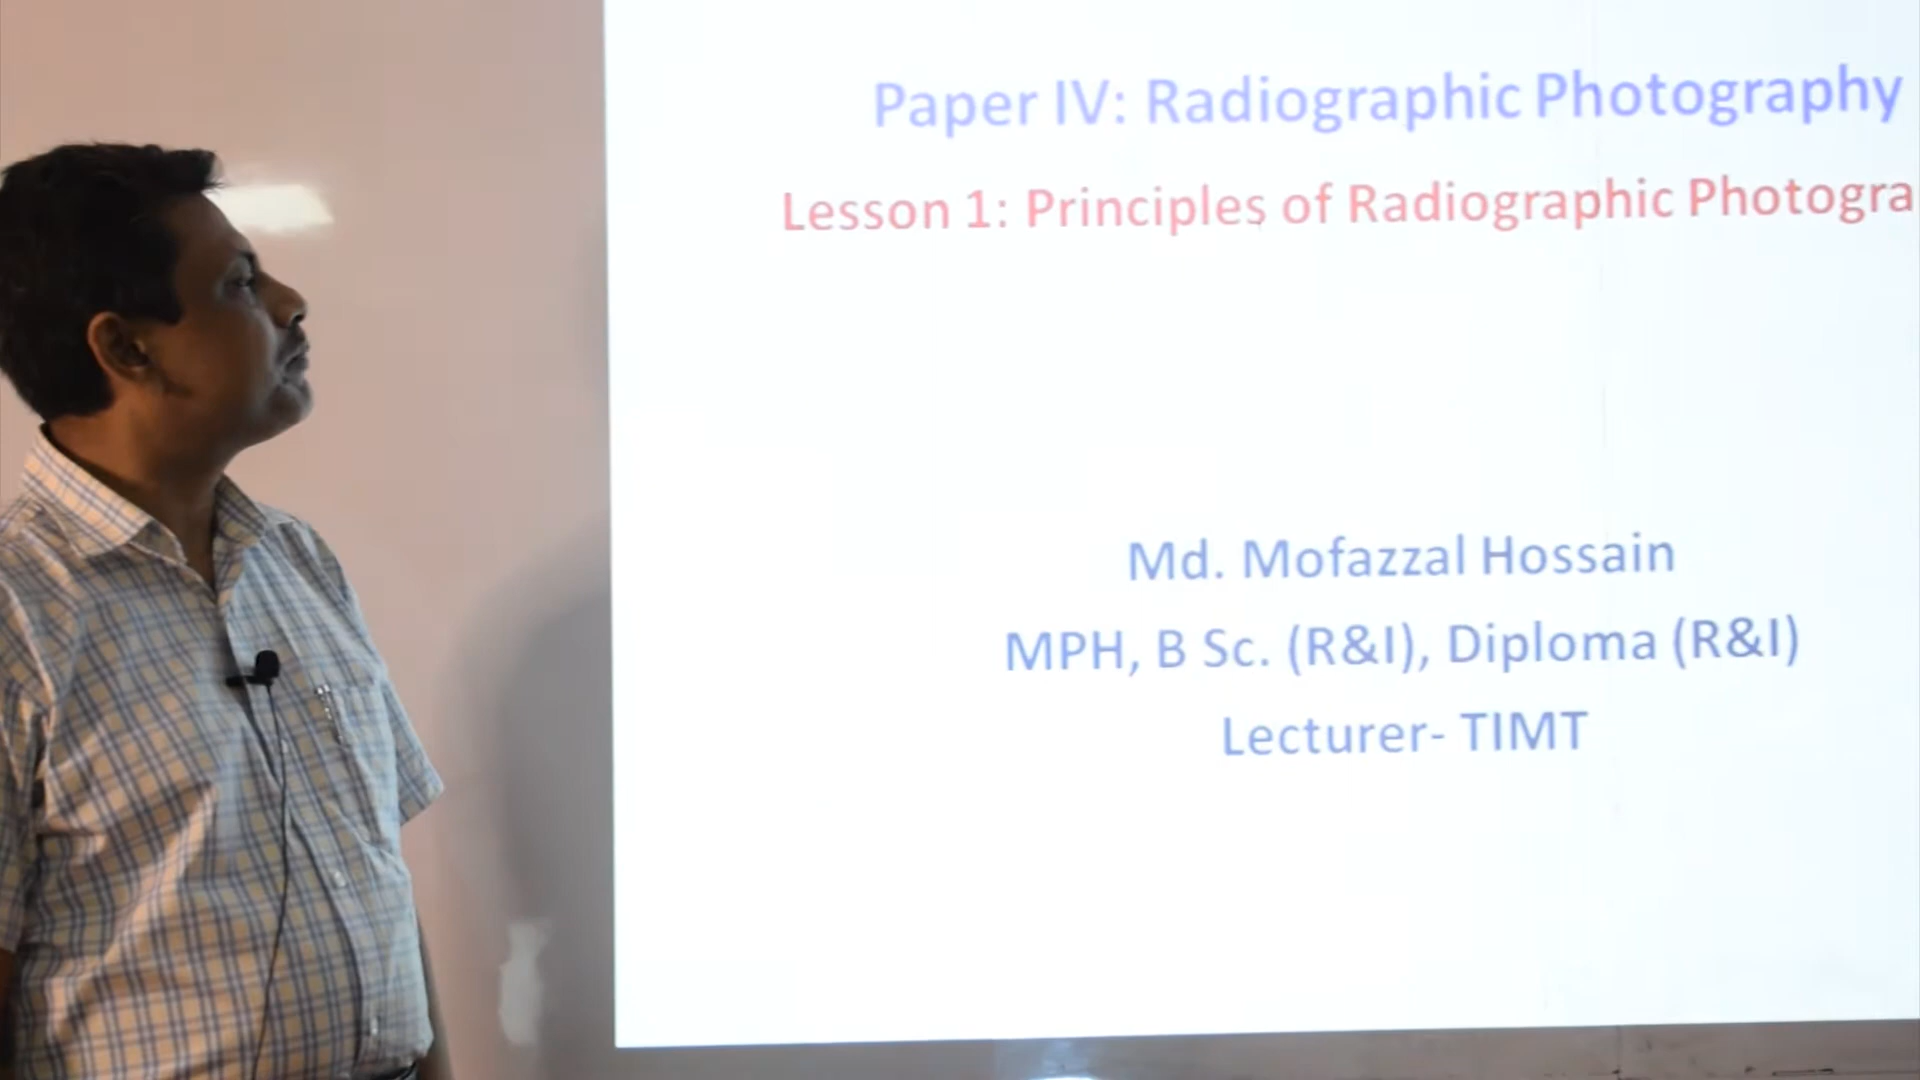 Paper IV: Radiographic Photography
Lesson 1: Principles of Radiographic Photogra
Md. Mofazzal Hossain
MPH, B Sc. (R&I), Diploma (R&I)
Lecturer- TIMT